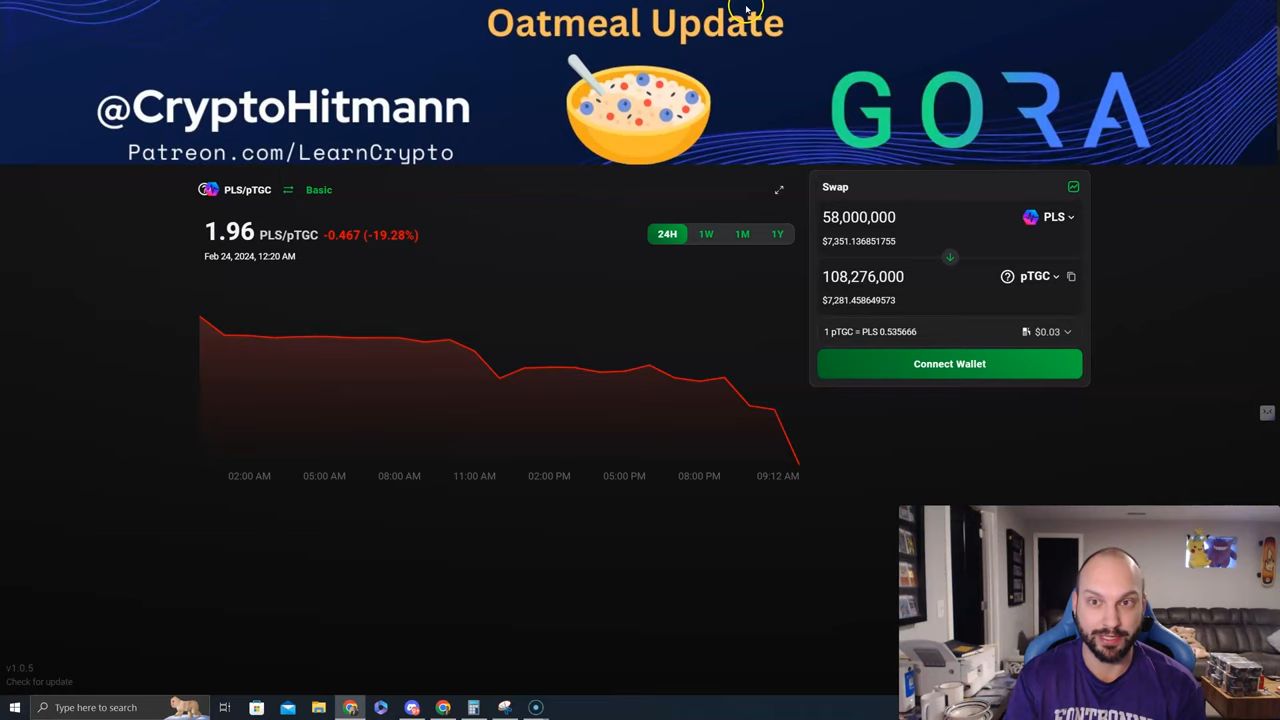 Oatmeal Update
@CryptoHitmann
Patreon.com/LearnCrypto
GORA
PLS/pTGC Basic
1.96 PLS/pTGC -0.467 (-19.28%)
Feb 24, 2024, 12:20 AM
24H 1W 1M 1Y
02:00 AM 05:00 AM 08:00 AM 11:00 AM 02:00 PM 05:00 PM 08:00 PM 09:12 AM
Swap
58,000,000 PLS
$7,351.136851755
108,276,000 pTGC
$7,281.458649573
1 pTGC = PLS 0.535666 $0.03
Connect Wallet
v1.0.5
Check for update
Type here to search